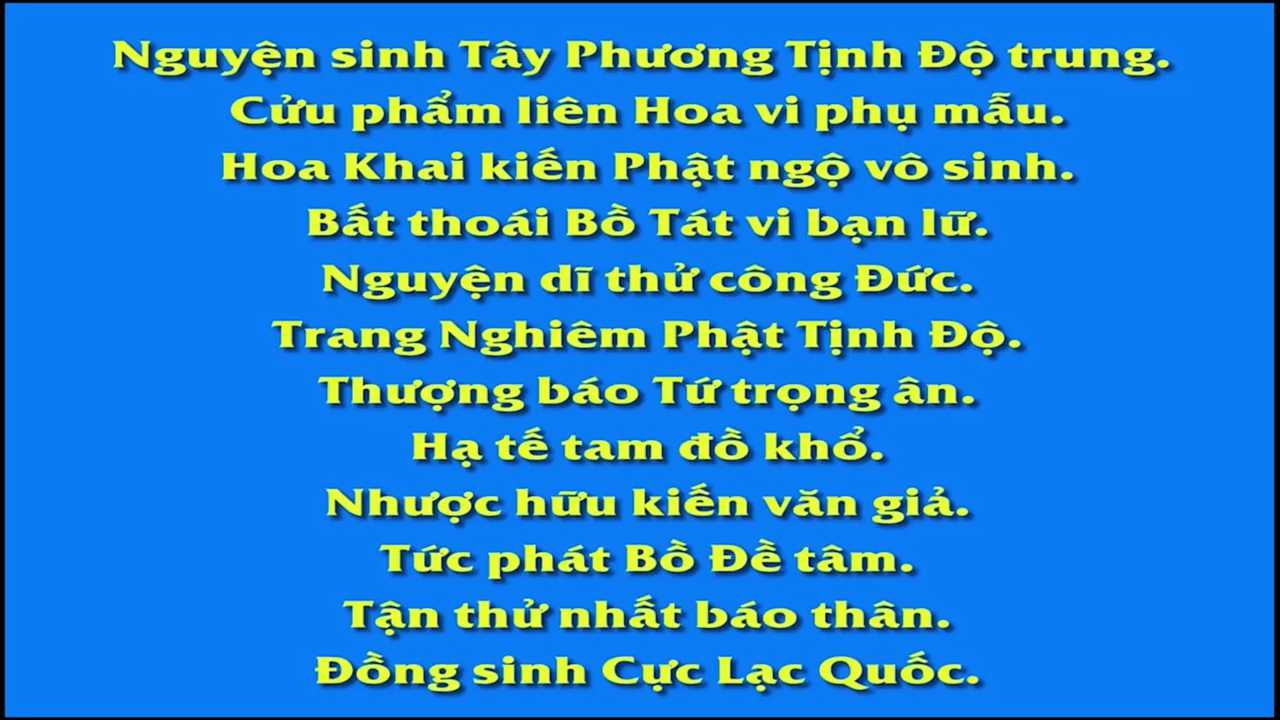 Nguyện sinh Tây Phương Tịnh Độ trung.
Cửu phẩm liên Hoa vi phụ mẫu.
Hoa Khai kiến Phật ngộ vô sinh.
Bất thoái Bồ Tát vi bạn lữ.
Nguyện dĩ thử công Đức.
Trang Nghiêm Phật Tịnh Độ.
Thượng báo Tứ trọng ân.
Hạ tế tam đồ khổ.
Nhược hữu kiến văn giả.
Tức phát Bồ Đề tâm.
Tận thử nhất báo thân.
Đồng sinh Cực Lạc Quốc.